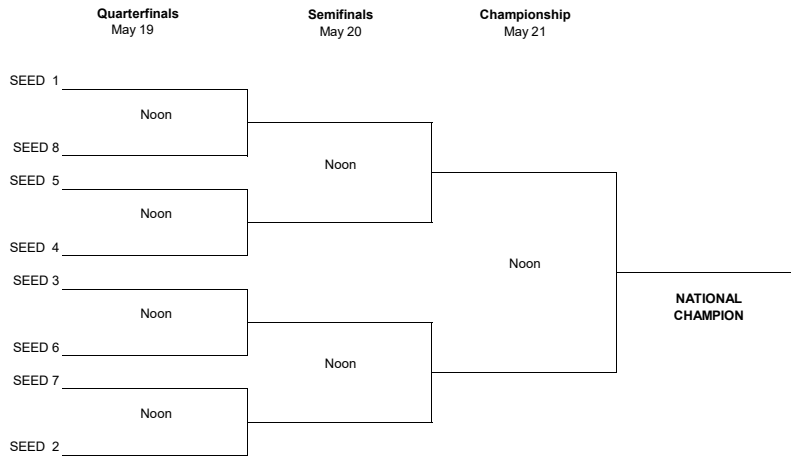 Quarterfinals
May 19
Semifinals
May 20
Championship
May 21
SEED 1
Noon
SEED 8
SEED 5
Noon
SEED 4
SEED 3
Noon
SEED 6
SEED 7
Noon
SEED 2
Noon
Noon
Noon
NATIONAL
CHAMPION